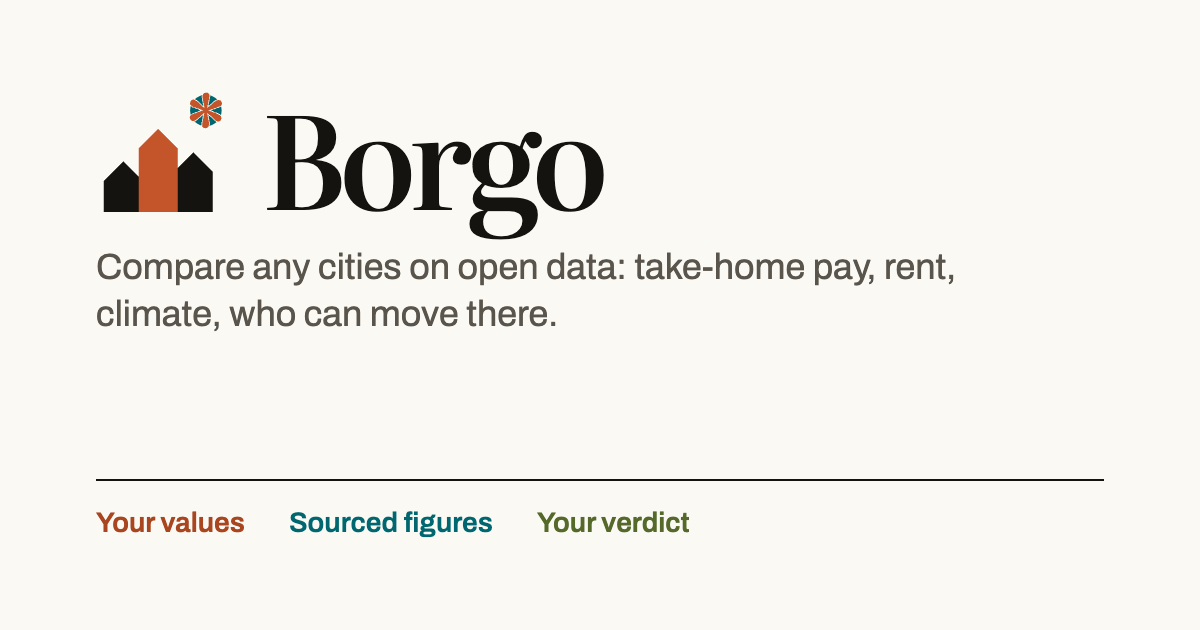 Borgo
Compare any cities on open data: take-home pay, rent,
climate, who can move there.
Your values Sourced figures Your verdict